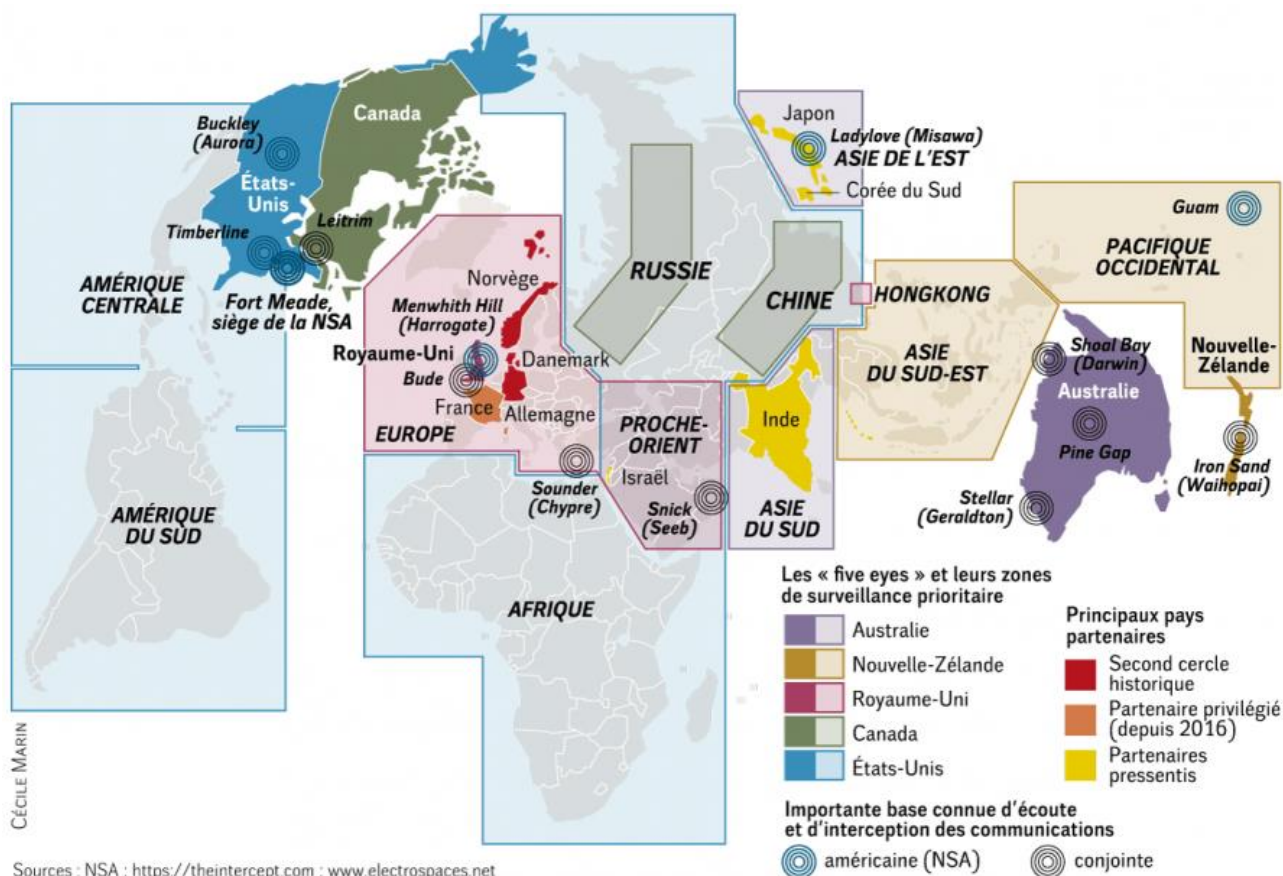 Canada
Buckley
(Aurora)
États-
Unis
Timberline
Leitrim
AMÉRIQUE
CENTRALE
Fort Meade,
siège de la NSA
AMÉRIQUE
DU SUD
Norvège
Menwhith Hill
(Harrogate)
Royaume-Uni
Danemark
Bude
France
Allemagne
EUROPE
Sounder
(Chypre)
PROCHE-
ORIENT
Israël
Snick
(Seeb)
AFRIQUE
RUSSIE
CHINE
Japon
Ladylove (Misawa)
ASIE DE L'EST
Corée du Sud
HONGKONG
Inde
ASIE
DU SUD
ASIE
DU SUD-EST
Guam
PACIFIQUE
OCCIDENTAL
Shoal Bay
(Darwin)
Australie
Pine Gap
Stellar
(Geraldton)
Nouvelle-
Zélande
Iron Sand
(Waihopai)
Les « five eyes » et leurs zones
de surveillance prioritaire
Australie
Nouvelle-Zélande
Royaume-Uni
Canada
États-Unis
Principaux pays
partenaires
Second cercle
historique
Partenaire privilégié
(depuis 2016)
Partenaires
pressentis
Importante base connue d'écoute
et d'interception des communications
américaine (NSA)
conjointe
CÉCILE MARIN
Sources : NSA ; https://theintercept.com ; www.electrospaces.net